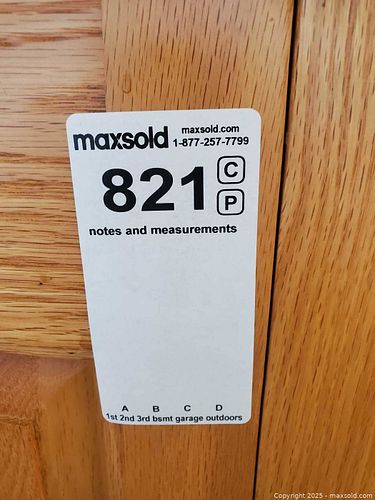 maxsold maxsold.com
1-877-257-7799
821 C
P
notes and measurements
A B C D
1st 2nd 3rd bsmt garage outdoors
Copyright 2025 - maxsold.com